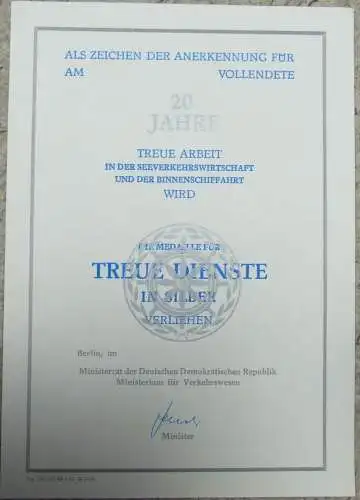 ALS ZEICHEN DER ANERKENNUNG FÜR
AM VOLLENDETE
20
JAHRE
TREUE ARBEIT
IN DER SEEVERKEHRSWIRTSCHAFT
UND DER BINNENSCHIFFAHRT
WIRD
DIE MEDAILLE FÜR
TREUE DIENSTE
IN SILBER
VERLIEHEN
Berlin, im
Ministerrat der Deutschen Demokratischen Republik
Ministerium für Verkehrswesen
Minister